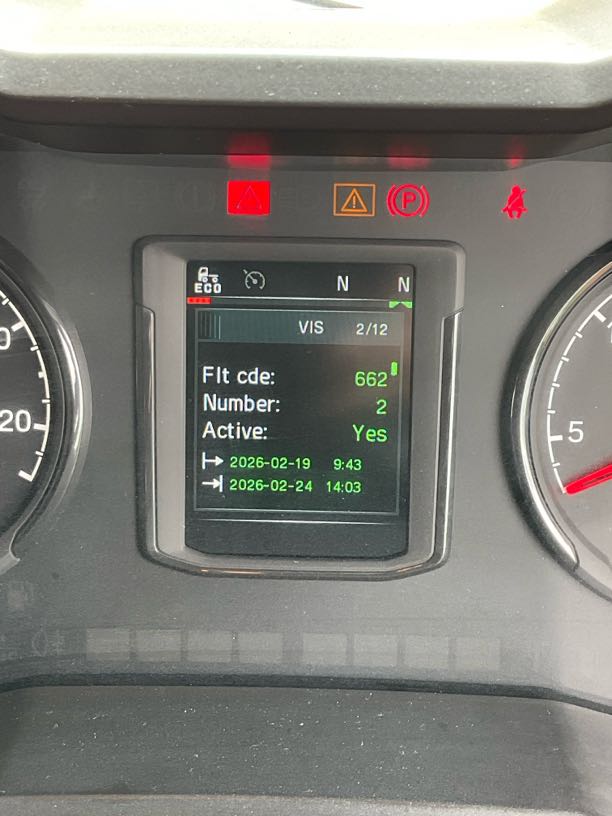 ECO N N
VIS 2/12
Flt cde: 662
Number: 2
Active: Yes
2026-02-19 9:43
2026-02-24 14:03
20
5
P